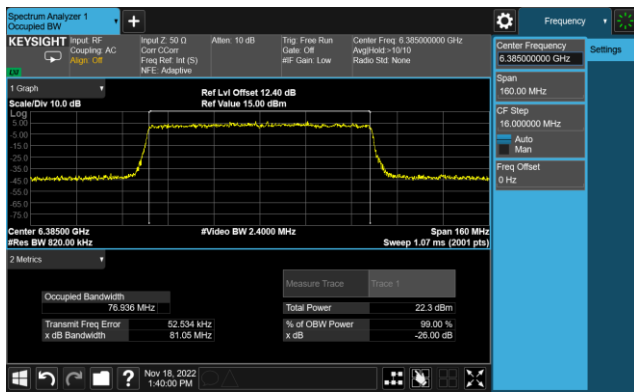 Spectrum Analyzer 1
Occupied BW
Frequency
KEYSIGHT
Input: RF
Coupling: AC
Align: Off
Input Z: 50 Ω
Corr CCorr
Freq Ref: Int (S)
NFE: Adaptive
Atten: 10 dB
Trig: Free Run
Gate: Off
#IF Gain: Low
Center Freq: 6.385000000 GHz
Avg|Hold:>10/10
Radio Std: None
LXI
Center Frequency
6.385000000 GHz
Settings
Span
160.00 MHz
CF Step
16.000000 MHz
Auto
Man
Freq Offset
0 Hz
1 Graph
Scale/Div 10.0 dB
Ref Lvl Offset 12.40 dB
Ref Value 15.00 dBm
Log
5.00
-5.00
-15.0
-25.0
-35.0
-45.0
-55.0
-65.0
-75.0
Center 6.38500 GHz
#Video BW 2.4000 MHz
Span 160 MHz
#Res BW 820.00 kHz
Sweep 1.07 ms (2001 pts)
2 Metrics
Measure Trace
Trace 1
Occupied Bandwidth
76.936 MHz
Total Power
22.3 dBm
Transmit Freq Error
52.534 kHz
% of OBW Power
99.00 %
x dB Bandwidth
81.05 MHz
x dB
-26.00 dB
?
Nov 18, 2022
1:40:00 PM